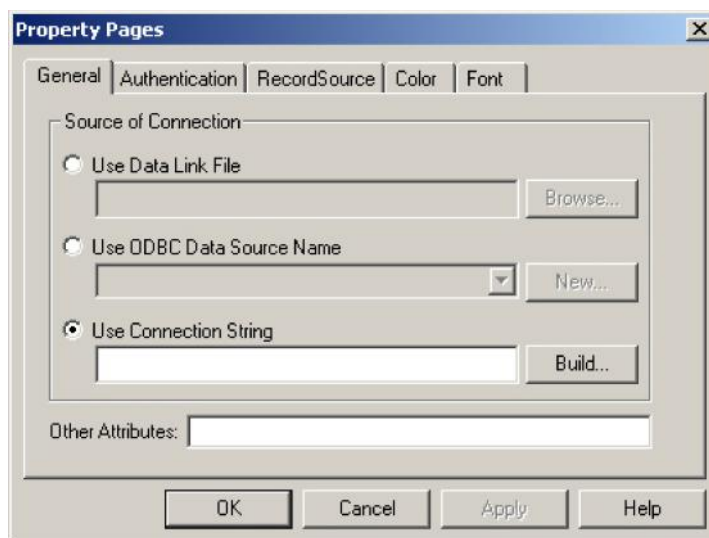 Property Pages
General Authentication RecordSource Color Font
Source of Connection
Use Data Link File
Browse...
Use ODBC Data Source Name
New...
Use Connection String
Build...
Other Attributes:
OK Cancel Apply Help